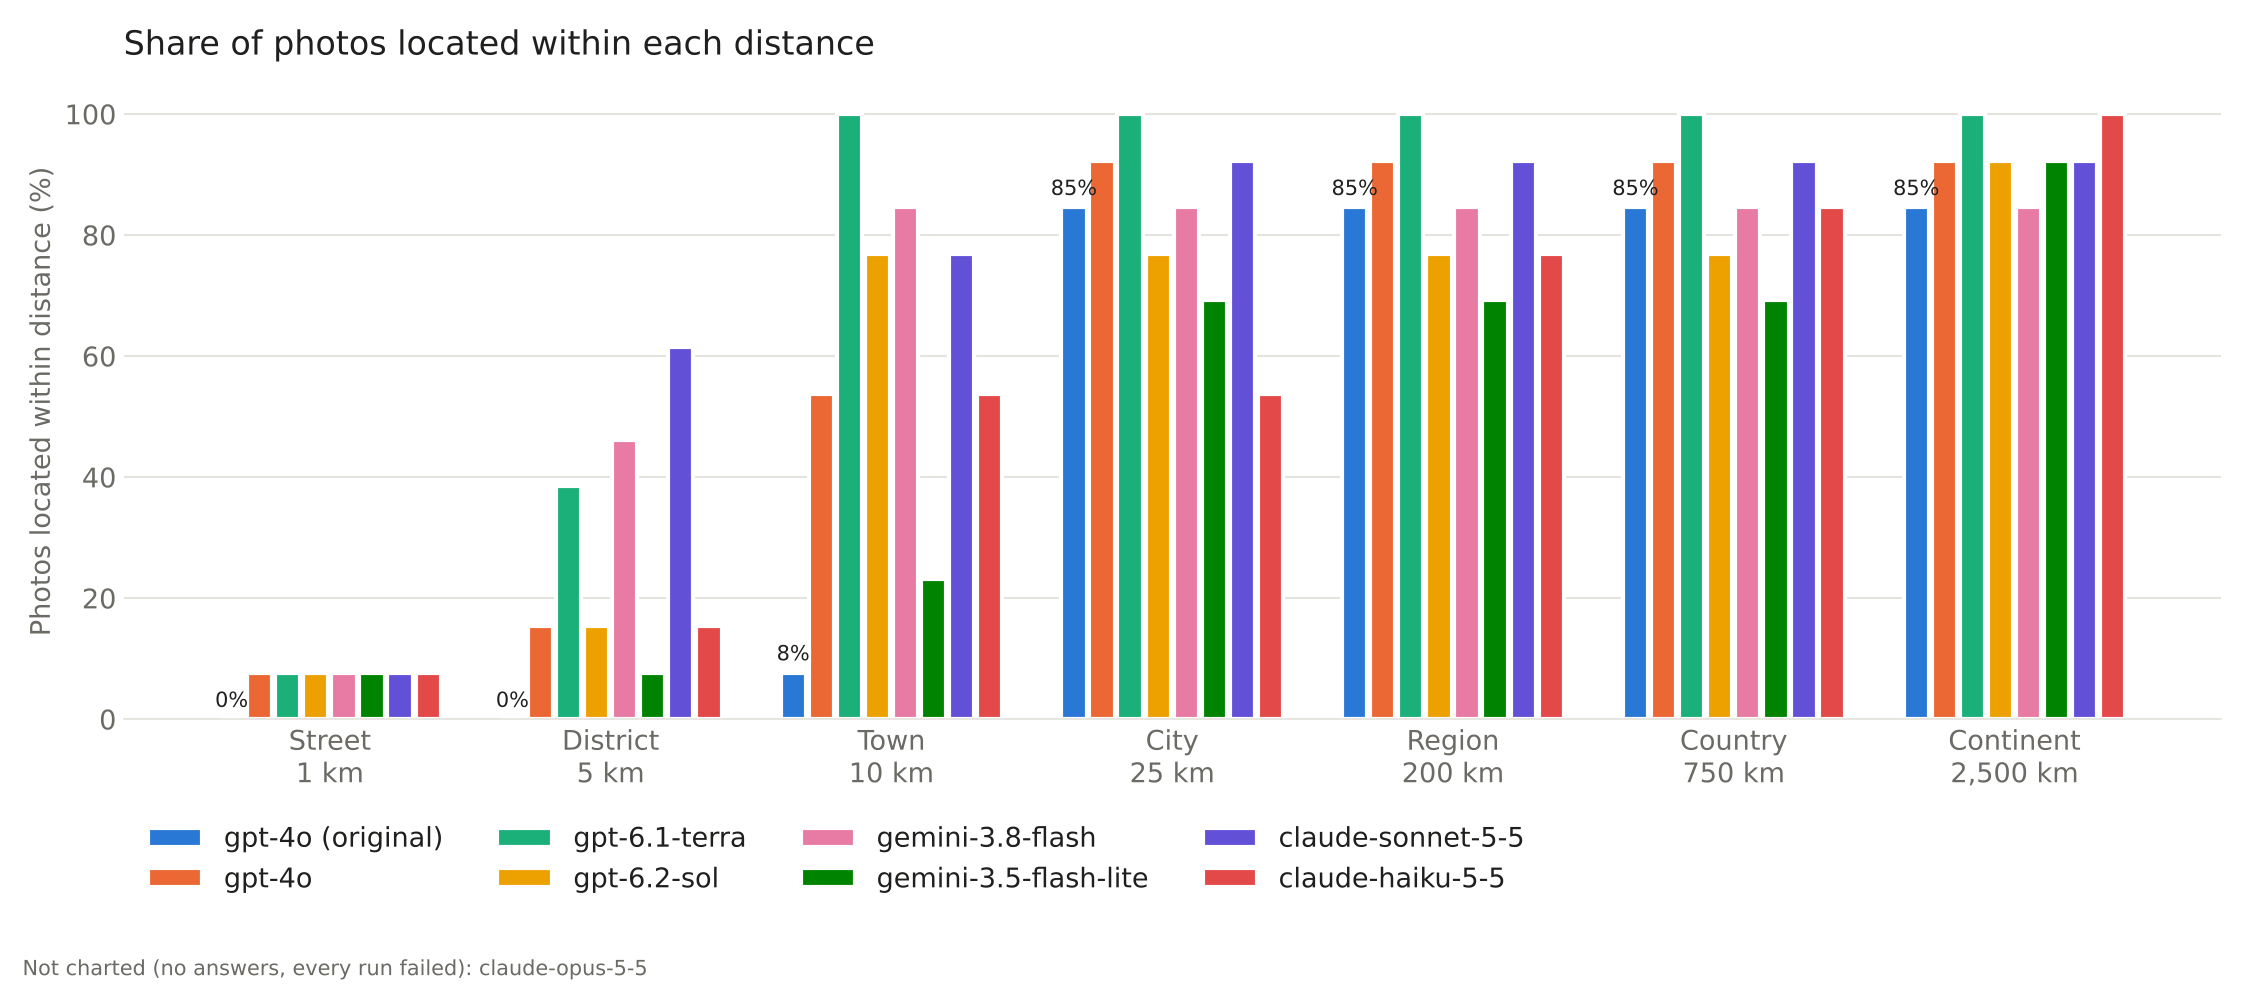 Share of photos located within each distance
Photos located within distance (%)
100
80
60
40
20
0
0%
0%
8%
85%
85%
85%
85%
Street
1 km
District
5 km
Town
10 km
City
25 km
Region
200 km
Country
750 km
Continent
2,500 km
gpt-4o (original)
gpt-4o
gpt-6.1-terra
gpt-6.2-sol
gemini-3.8-flash
gemini-3.5-flash-lite
claude-sonnet-5-5
claude-haiku-5-5
Not charted (no answers, every run failed): claude-opus-5-5